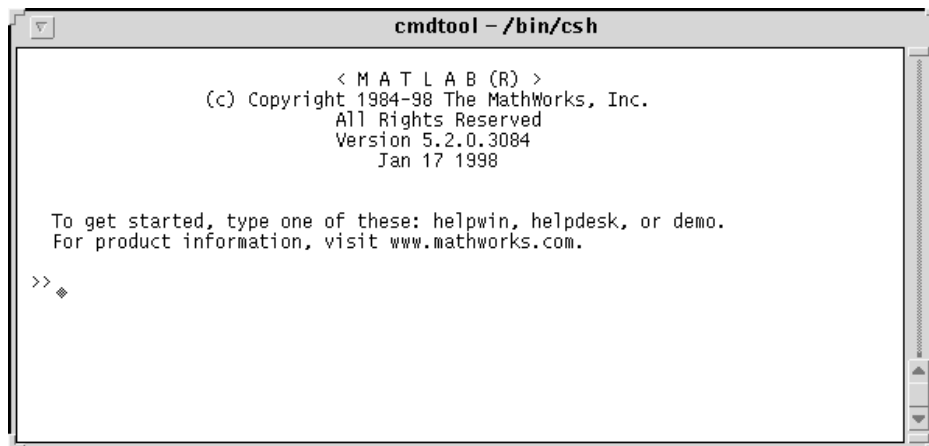 cmdtool – /bin/csh
< M A T L A B (R) >
(c) Copyright 1984-98 The MathWorks, Inc.
All Rights Reserved
Version 5.2.0.3084
Jan 17 1998
To get started, type one of these: helpwin, helpdesk, or demo.
For product information, visit www.mathworks.com.
>>